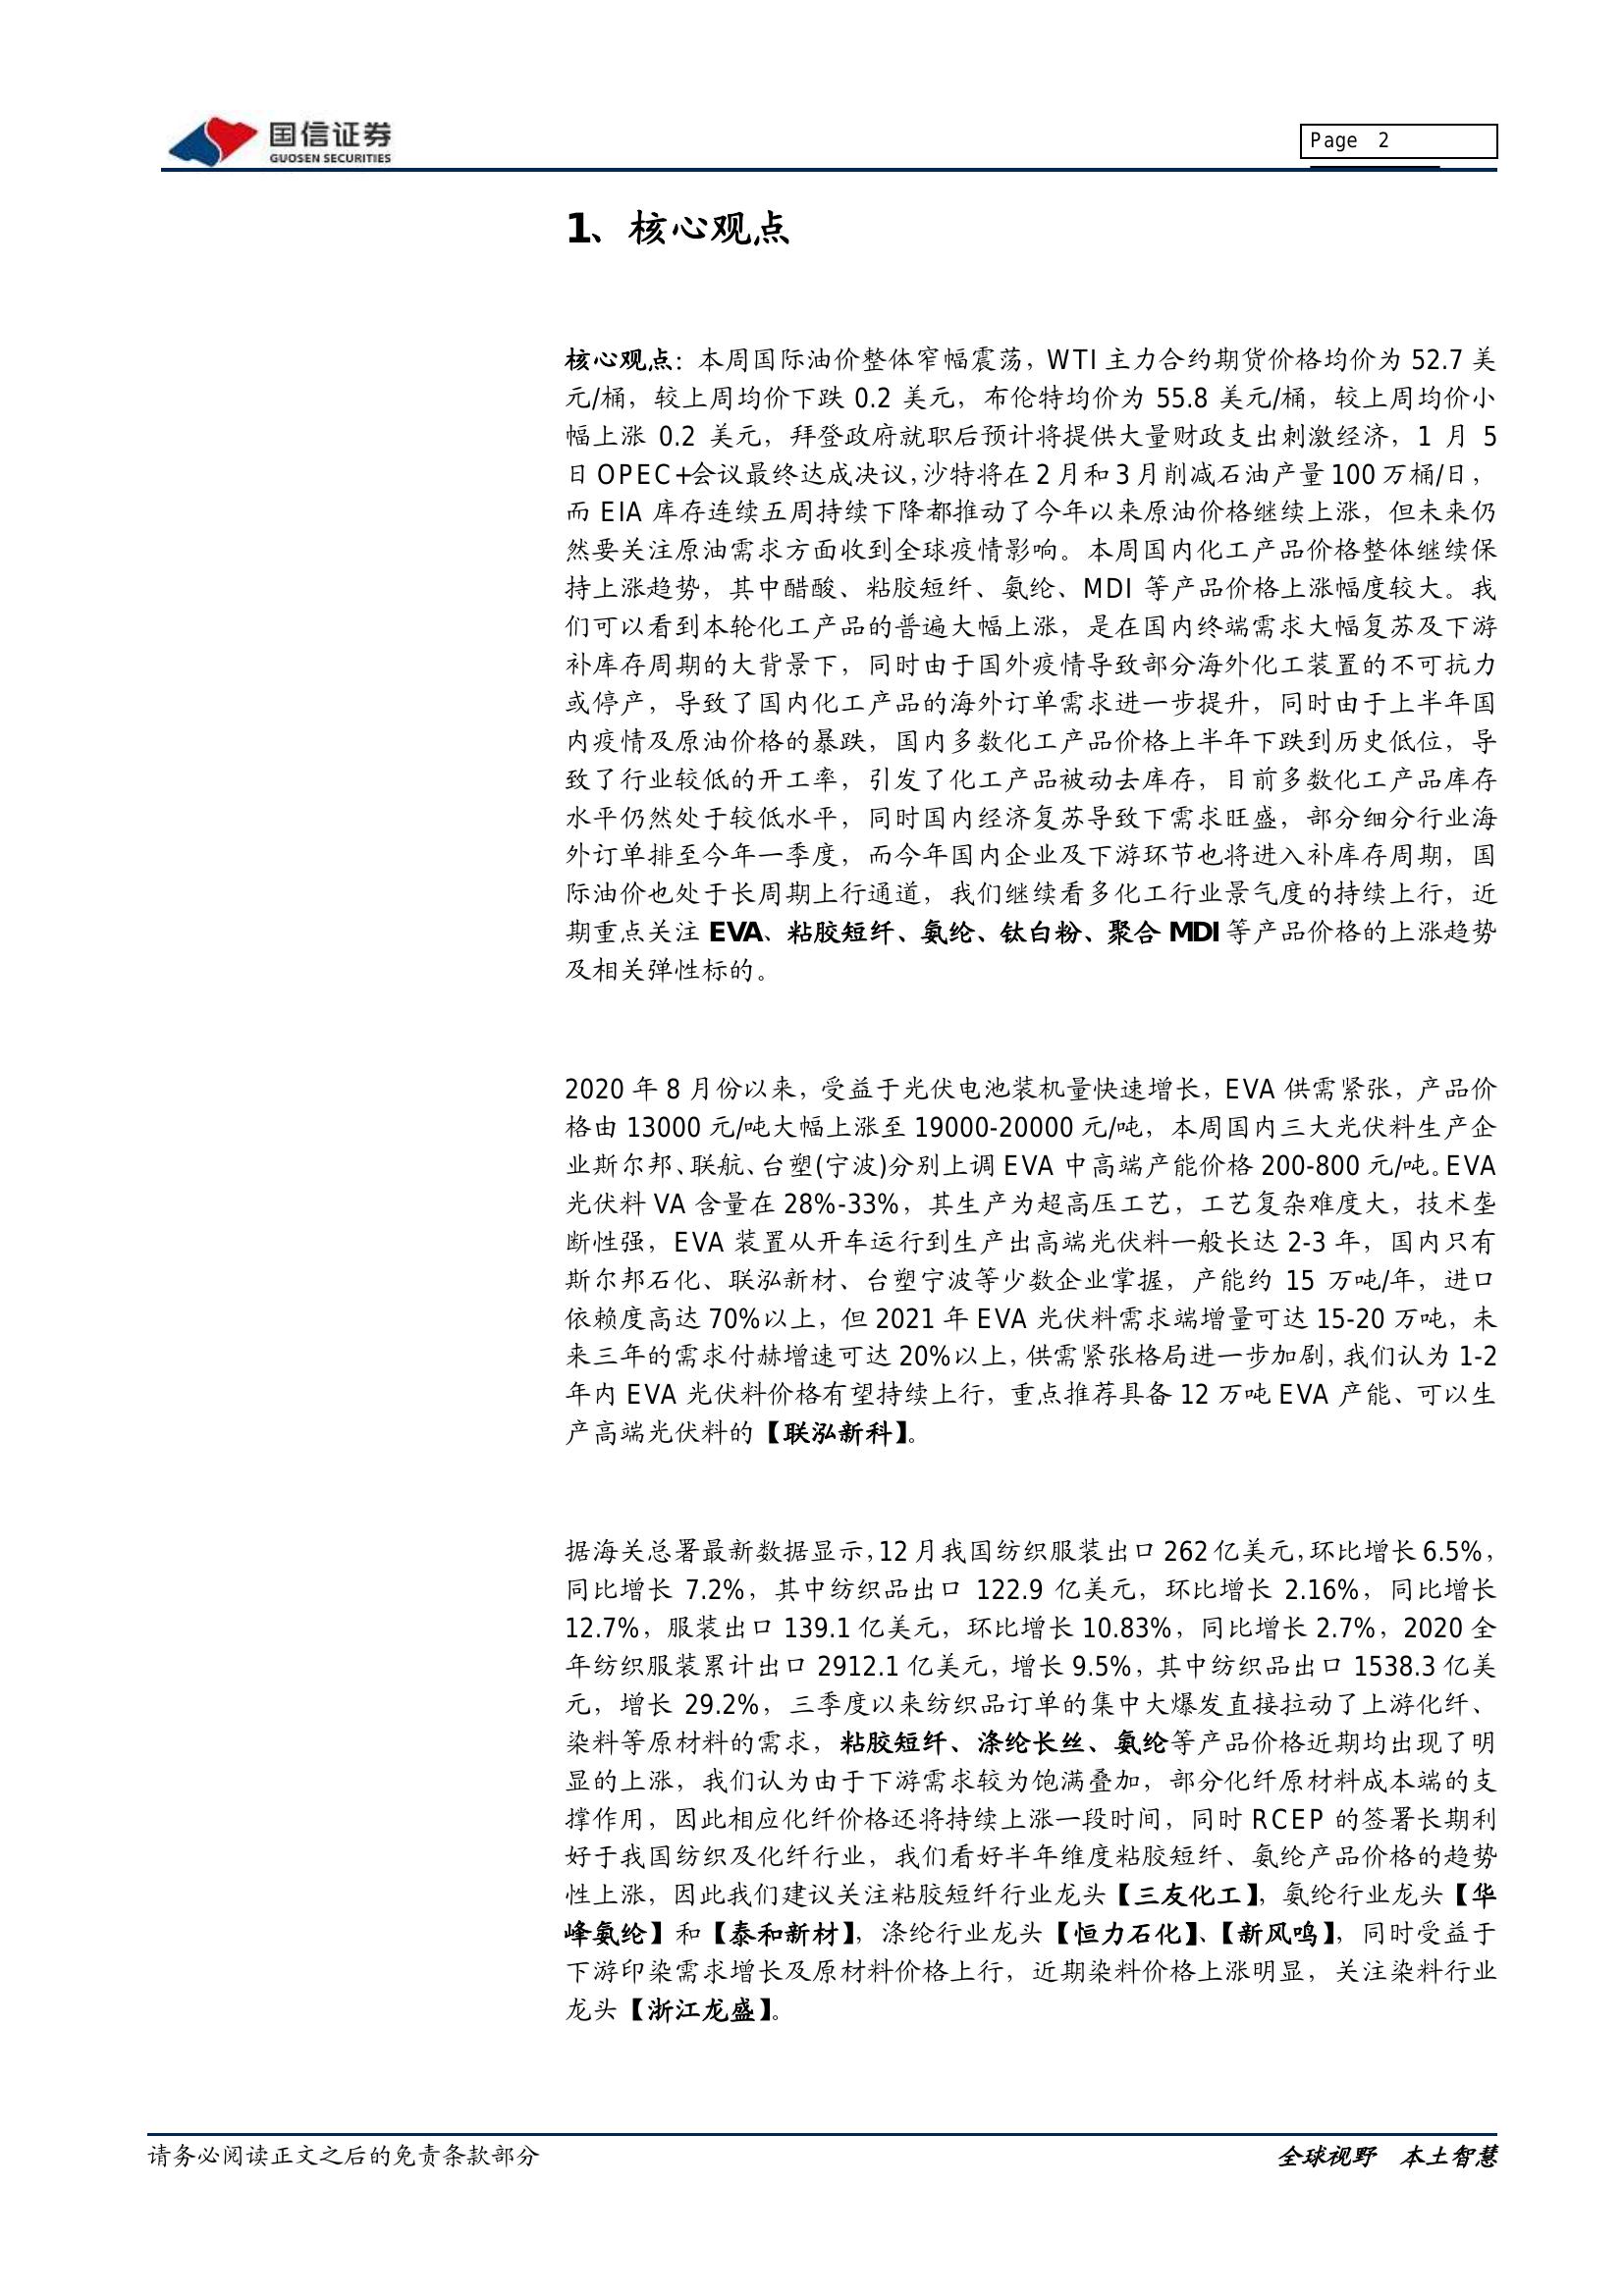 国信证券
GUOSEN SECURITIES
Page 2
1、核心观点
核心观点：本周国际油价整体窄幅震荡，WTI 主力合约期货价格均价为 52.7 美
元/桶，较上周均价下跌 0.2 美元，布伦特均价为 55.8 美元/桶，较上周均价小
幅上涨 0.2 美元，拜登政府就职后预计将提供大量财政支出刺激经济，1 月 5
日 OPEC+会议最终达成决议，沙特将在 2 月和 3 月削减石油产量 100 万桶/日，
而 EIA 库存连续五周持续下降都推动了今年以来原油价格继续上涨，但未来仍
然要关注原油需求方面收到全球疫情影响。本周国内化工产品价格整体继续保
持上涨趋势，其中醋酸、粘胶短纤、氨纶、MDI 等产品价格上涨幅度较大。我
们可以看到本轮化工产品的普遍大幅上涨，是在国内终端需求大幅复苏及下游
补库存周期的大背景下，同时由于国外疫情导致部分海外化工装置的不可抗力
或停产，导致了国内化工产品的海外订单需求进一步提升，同时由于上半年国
内疫情及原油价格的暴跌，国内多数化工产品价格上半年下跌到历史低位，导
致了行业较低的开工率，引发了化工产品被动去库存，目前多数化工产品库存
水平仍然处于较低水平，同时国内经济复苏导致下需求旺盛，部分细分行业海
外订单排至今年一季度，而今年国内企业及下游环节也将进入补库存周期，国
际油价也处于长周期上行通道，我们继续看多化工行业景气度的持续上行，近
期重点关注 EVA、粘胶短纤、氨纶、钛白粉、聚合 MDI 等产品价格的上涨趋势
及相关弹性标的。
2020 年 8 月份以来，受益于光伏电池装机量快速增长，EVA 供需紧张，产品价
格由 13000 元/吨大幅上涨至 19000-20000 元/吨，本周国内三大光伏料生产企
业斯尔邦、联航、台塑(宁波)分别上调 EVA 中高端产能价格 200-800 元/吨。EVA
光伏料 VA 含量在 28%-33%，其生产为超高压工艺，工艺复杂难度大，技术垄
断性强，EVA 装置从开车运行到生产出高端光伏料一般长达 2-3 年，国内只有
斯尔邦石化、联泓新材、台塑宁波等少数企业掌握，产能约 15 万吨/年，进口
依赖度高达 70%以上，但 2021 年 EVA 光伏料需求端增量可达 15-20 万吨，未
来三年的需求付赫增速可达 20%以上，供需紧张格局进一步加剧，我们认为 1-2
年内 EVA 光伏料价格有望持续上行，重点推荐具备 12 万吨 EVA 产能、可以生
产高端光伏料的【联泓新科】。
据海关总署最新数据显示，12 月我国纺织服装出口 262 亿美元，环比增长 6.5%，
同比增长 7.2%，其中纺织品出口 122.9 亿美元，环比增长 2.16%，同比增长
12.7%，服装出口 139.1 亿美元，环比增长 10.83%，同比增长 2.7%，2020 全
年纺织服装累计出口 2912.1 亿美元，增长 9.5%，其中纺织品出口 1538.3 亿美
元，增长 29.2%，三季度以来纺织品订单的集中大爆发直接拉动了上游化纤、
染料等原材料的需求，粘胶短纤、涤纶长丝、氨纶等产品价格近期均出现了明
显的上涨，我们认为由于下游需求较为饱满叠加，部分化纤原材料成本端的支
撑作用，因此相应化纤价格还将持续上涨一段时间，同时 RCEP 的签署长期利
好于我国纺织及化纤行业，我们看好半年维度粘胶短纤、氨纶产品价格的趋势
性上涨，因此我们建议关注粘胶短纤行业龙头【三友化工】，氨纶行业龙头【华
峰氨纶】和【泰和新材】，涤纶行业龙头【恒力石化】、【新风鸣】，同时受益于
下游印染需求增长及原材料价格上行，近期染料价格上涨明显，关注染料行业
龙头【浙江龙盛】。
请务必阅读正文之后的免责条款部分
全球视野 本土智慧